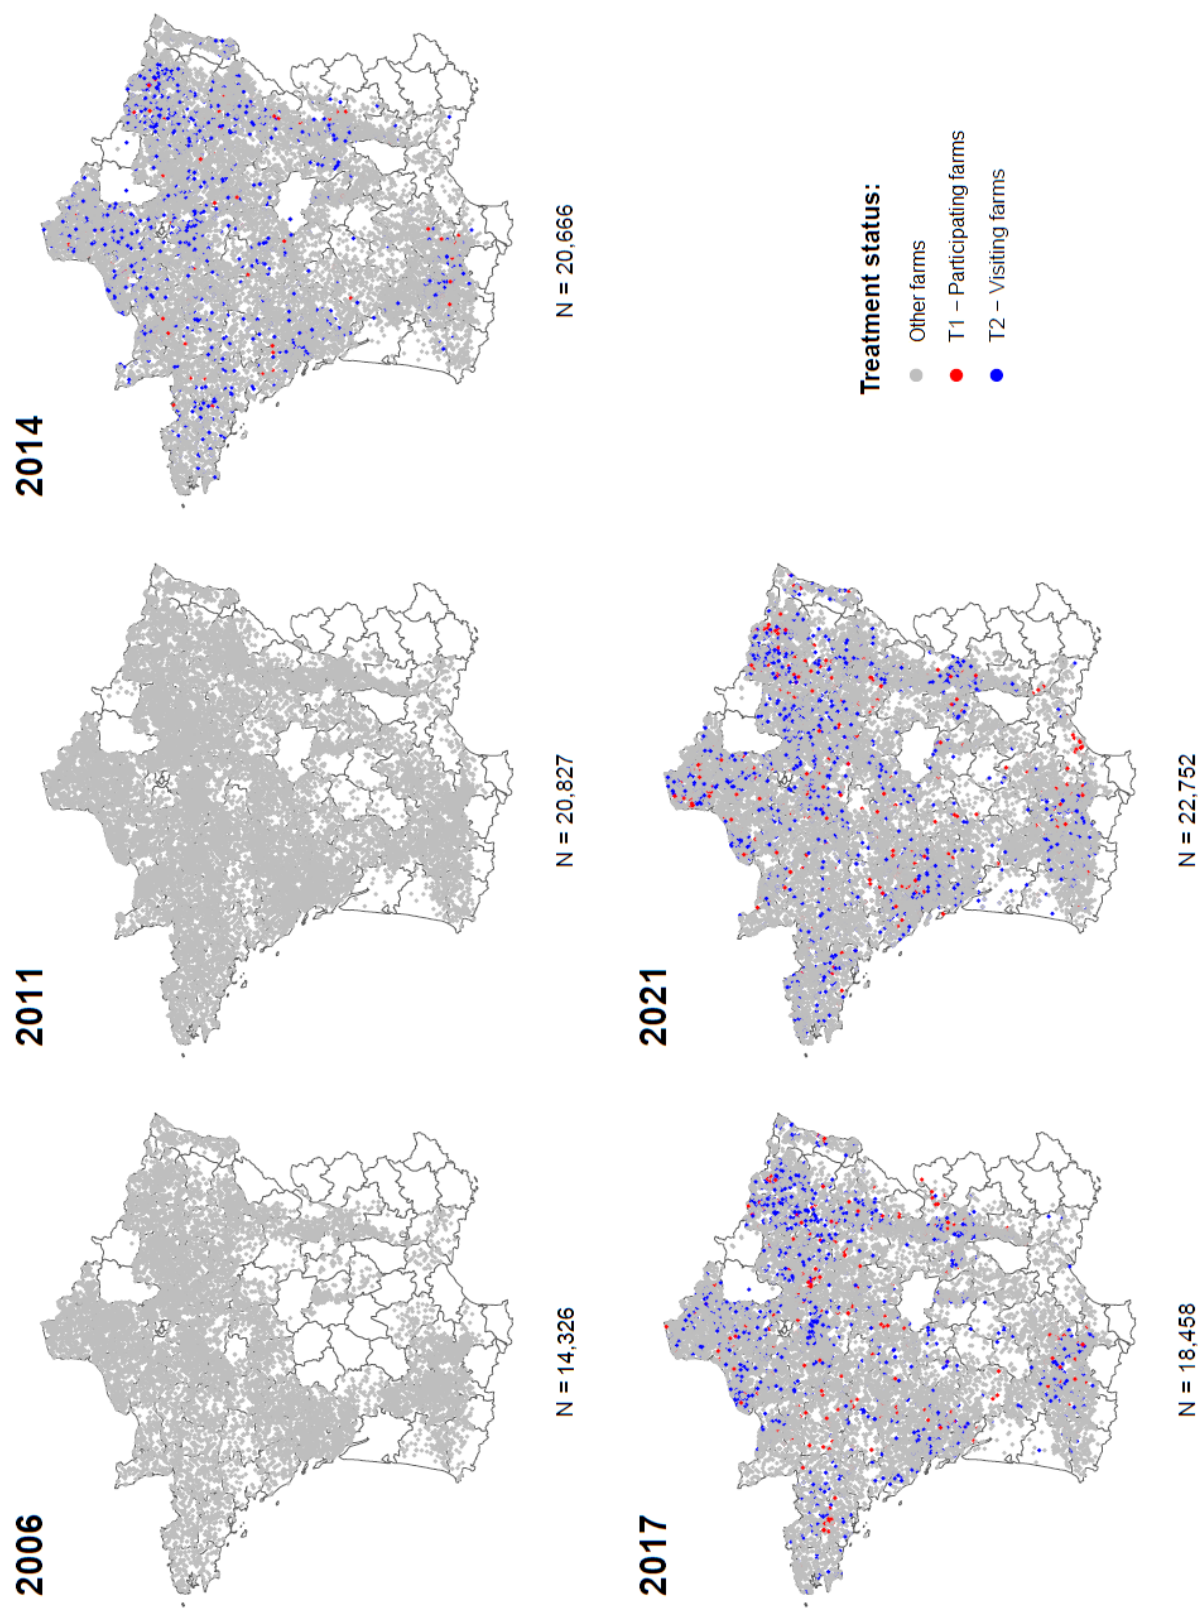 2006
2011
2014
N = 14,326
N = 20,827
N = 20,666
2017
2021
Treatment status:
Other farms
T1 − Participating farms
T2 − Visiting farms
N = 18,458
N = 22,752